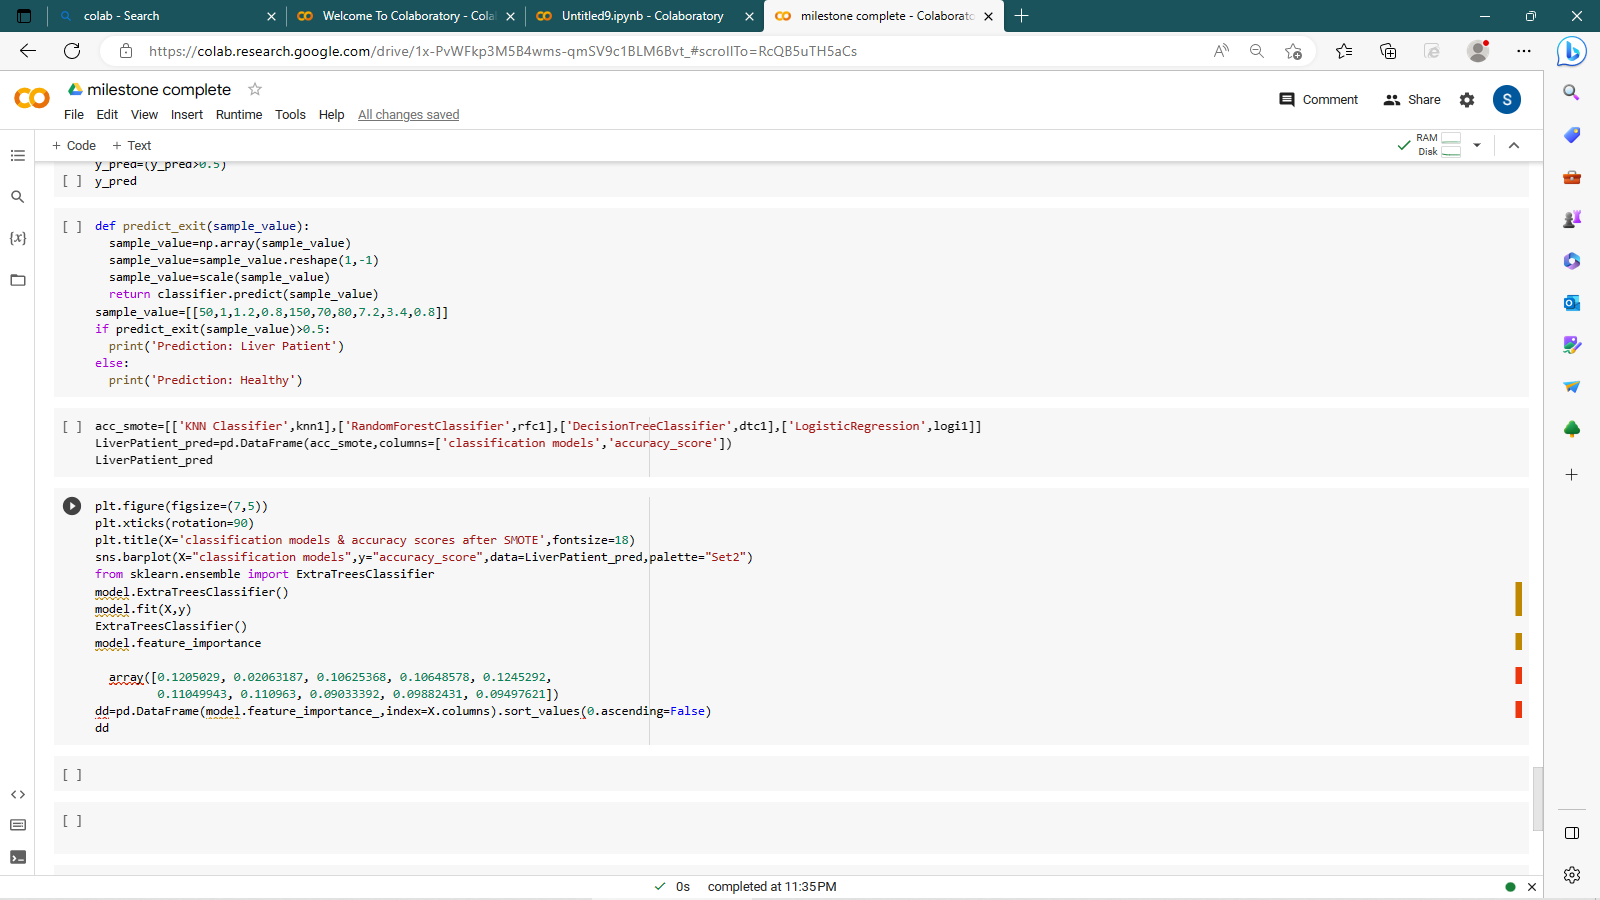 colab - Search
Welcome To Colaboratory - Cola
Untitled9.ipynb - Colaboratory
milestone complete - Colaborato
https://colab.research.google.com/drive/1x-PvWFkp3M5B4wms-qmSV9c1BLM6Bvt_#scrollTo=RcQB5uTH5aCs
milestone complete
Comment
Share
S
File Edit View Insert Runtime Tools Help All changes saved
+ Code + Text
RAM
Disk
y_pred=(y_pred>0.5)
[ ] y_pred
[ ] def predict_exit(sample_value):
sample_value=np.array(sample_value)
sample_value=sample_value.reshape(1,-1)
sample_value=scale(sample_value)
return classifier.predict(sample_value)
sample_value=[[50,1,1.2,0.8,150,70,80,7.2,3.4,0.8]]
if predict_exit(sample_value)>0.5:
print('Prediction: Liver Patient')
else:
print('Prediction: Healthy')
[ ] acc_smote=[['KNN Classifier',knn1],['RandomForestClassifier',rfc1],['DecisionTreeClassifier',dtc1],['LogisticRegression',logi1]]
LiverPatient_pred=pd.DataFrame(acc_smote,columns=['classification models','accuracy_score'])
LiverPatient_pred
plt.figure(figsize=(7,5))
plt.xticks(rotation=90)
plt.title(X='classification models & accuracy scores after SMOTE',fontsize=18)
sns.barplot(X="classification models",y="accuracy_score",data=LiverPatient_pred,palette="Set2")
from sklearn.ensemble import ExtraTreesClassifier
model.ExtraTreesClassifier()
model.fit(X,y)
ExtraTreesClassifier()
model.feature_importance
array([0.1205029, 0.02063187, 0.10625368, 0.10648578, 0.1245292,
0.11049943, 0.110963, 0.09033392, 0.09882431, 0.09497621])
dd=pd.DataFrame(model.feature_importance_,index=X.columns).sort_values(0.ascending=False)
dd
[ ]
[ ]
0s completed at 11:35 PM